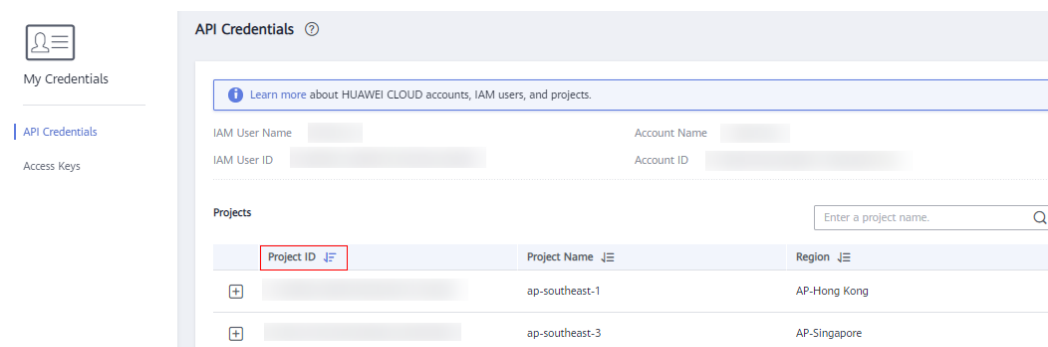 API Credentials
My Credentials
Learn more about HUAWEI CLOUD accounts, IAM users, and projects.
API Credentials
IAM User Name Account Name
Access Keys
IAM User ID Account ID
Projects
Enter a project name.
Project ID Project Name Region
ap-southeast-1 AP-Hong Kong
ap-southeast-3 AP-Singapore